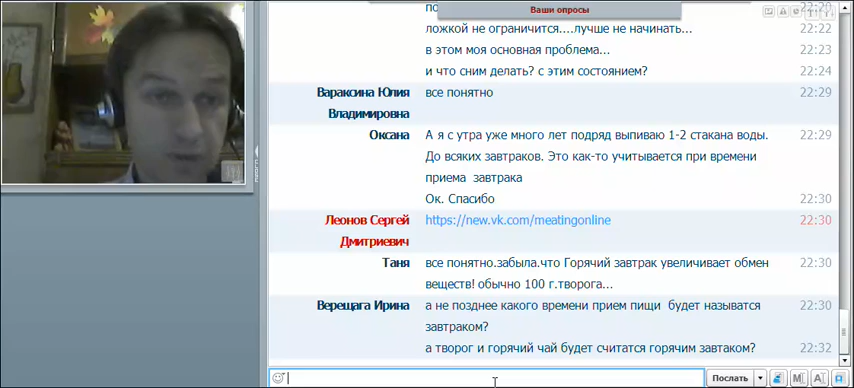 Ваши опросы
22:20
ложкой не ограничится....лучше не начинать... 22:22
в этом моя основная проблема... 22:23
и что сним делать? с этим состоянием? 22:24
Вараксина Юлия все понятно 22:29
Владимировна
Оксана А я с утра уже много лет подряд выпиваю 1-2 стакана воды. 22:29
До всяких завтраков. Это как-то учитывается при времени
приема завтрака
Ок. Спасибо 22:30
Леонов Сергей https://new.vk.com/meatingonline 22:30
Дмитриевич
Таня все понятно.забыла.что Горячий завтрак увеличивает обмен 22:30
веществ! обычно 100 г.творога...
Верещага Ирина а не позднее какого времени прием пищи будет называтся 22:30
завтраком?
а творог и горячий чай будет считатся горячим завтаком? 22:32
Послать